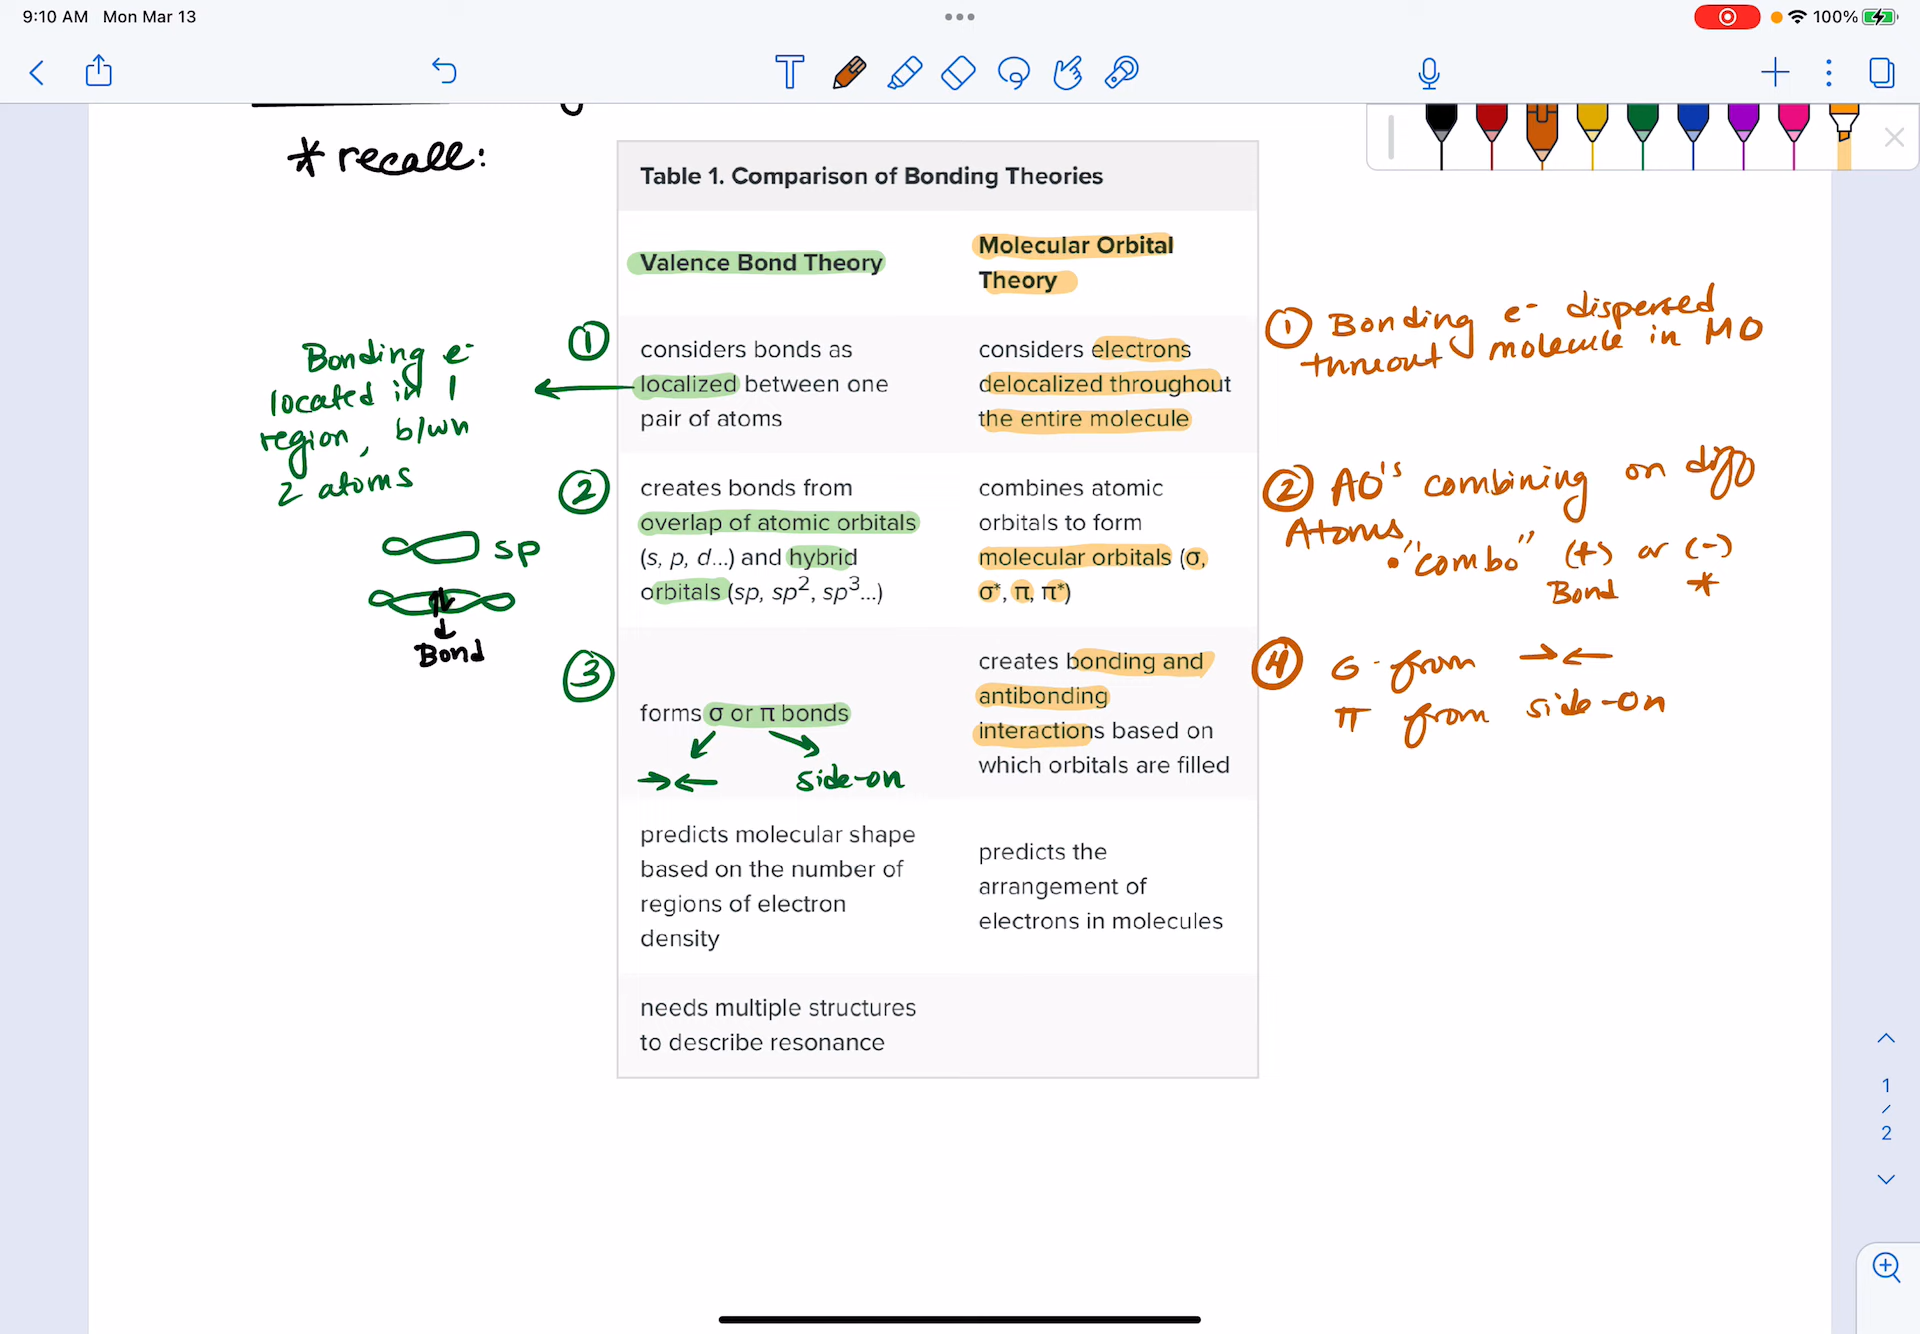 9:10 AM Mon Mar 13
100%
* recall:
Table 1. Comparison of Bonding Theories
Valence Bond Theory
Molecular Orbital
Theory
① considers bonds as
localized between one
pair of atoms
considers electrons
delocalized throughout
the entire molecule
② creates bonds from
overlap of atomic orbitals
(s, p, d...) and hybrid
orbitals (sp, sp², sp³...)
combines atomic
orbitals to form
molecular orbitals (σ,
σ*, π, π*)
③ forms σ or π bonds
→← side-on
creates bonding and
antibonding
interactions based on
which orbitals are filled
predicts molecular shape
based on the number of
regions of electron
density
predicts the
arrangement of
electrons in molecules
needs multiple structures
to describe resonance
Bonding e-
located in 1
region, b/wn
2 atoms
sp
Bond
① Bonding e- dispersed
thruout molecule in MO
② AO's combining on diff
Atoms
• "combo" (+) or (-)
Bond *
④ σ from →←
π from side-on
1
/
2